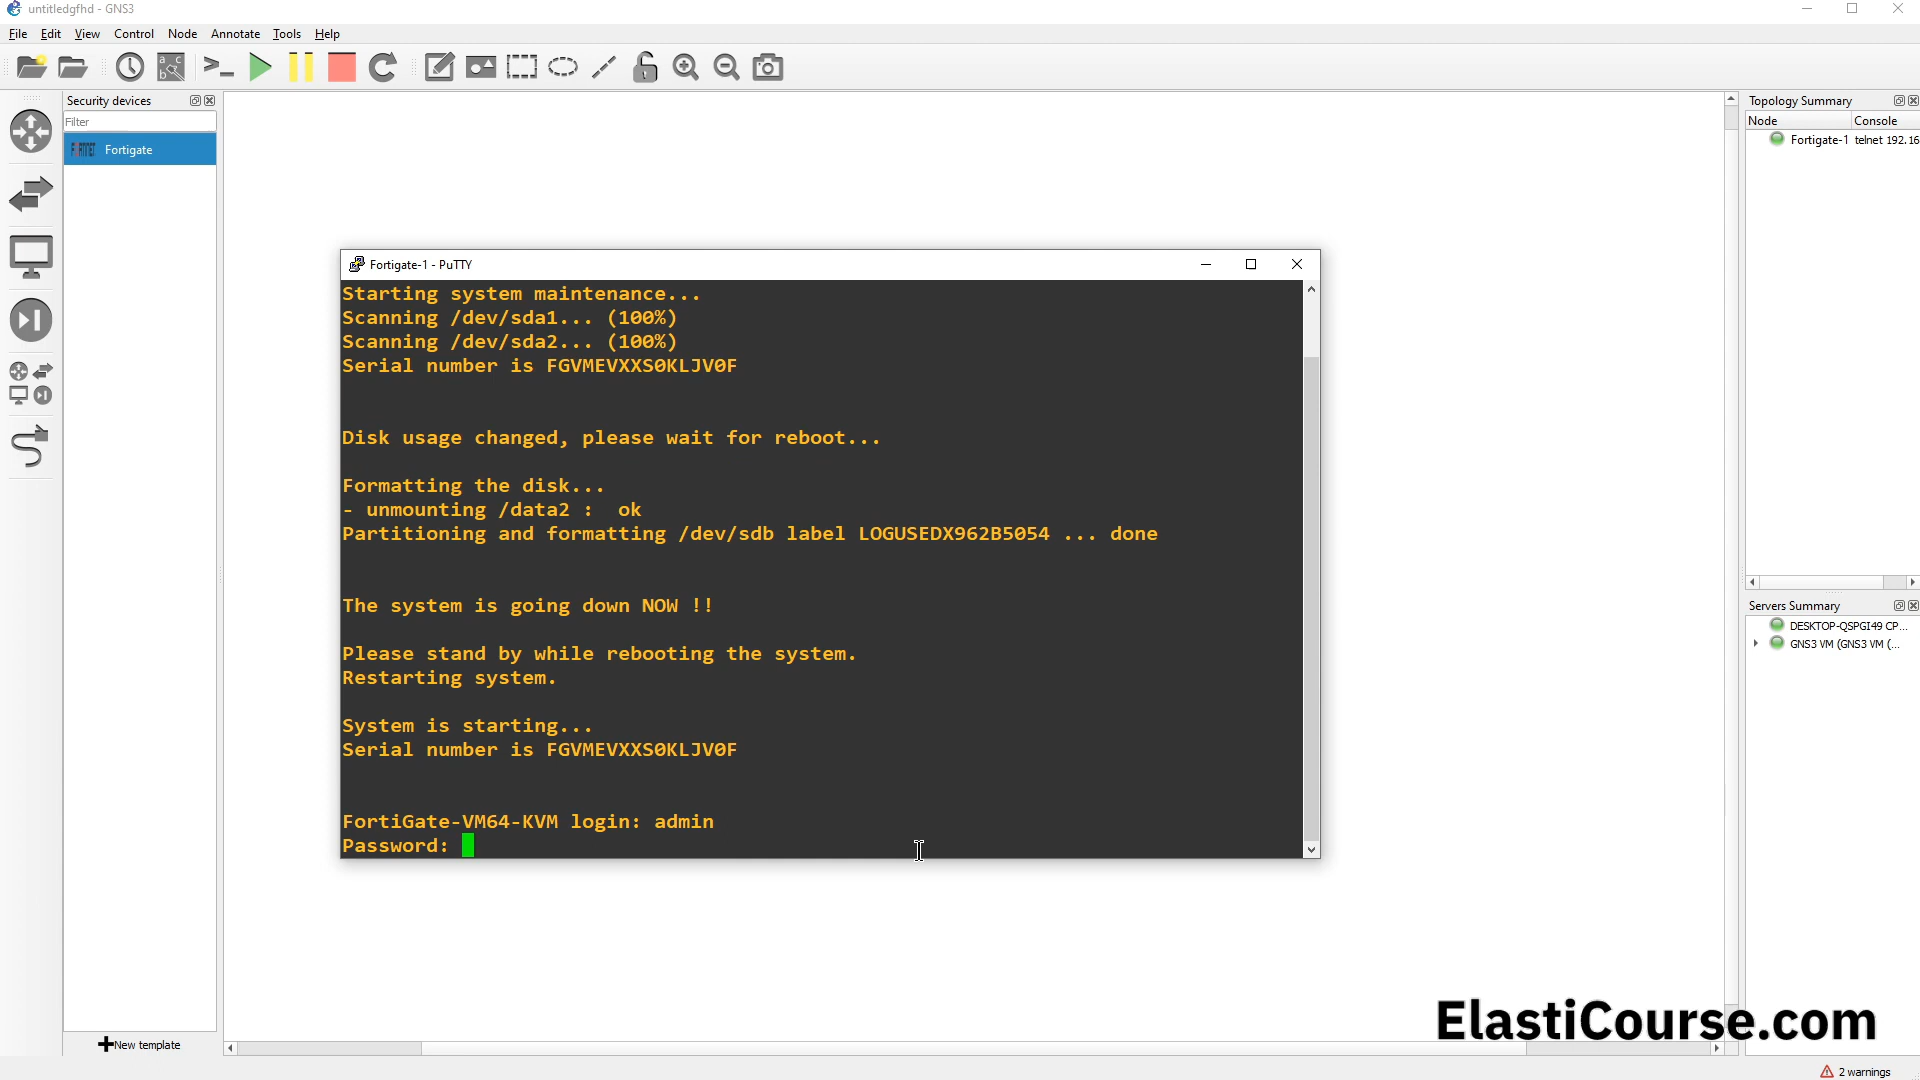 untitledgfhd - GNS3
File Edit View Control Node Annotate Tools Help
Security devices
Filter
Fortigate
Topology Summary
Node Console
Fortigate-1 telnet 192.16
Fortigate-1 - PuTTY
Starting system maintenance...
Scanning /dev/sda1... (100%)
Scanning /dev/sda2... (100%)
Serial number is FGVMEVXXS0KLJV0F
Disk usage changed, please wait for reboot...
Formatting the disk...
- unmounting /data2 :  ok
Partitioning and formatting /dev/sdb label LOGUSEDX962B5054 ... done
The system is going down NOW !!
Please stand by while rebooting the system.
Restarting system.
System is starting...
Serial number is FGVMEVXXS0KLJV0F
FortiGate-VM64-KVM login: admin
Password:
Servers Summary
DESKTOP-QSPGI49 CP...
GNS3 VM (GNS3 VM (...
New template
ElastiCourse.com
2 warnings